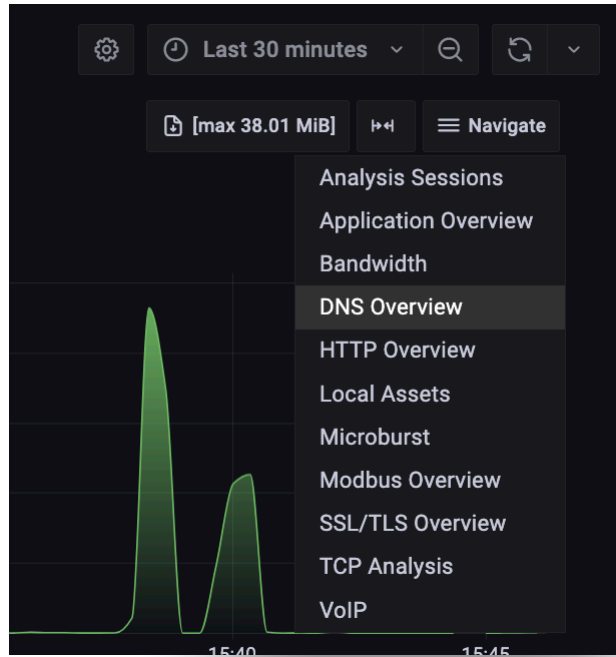 Last 30 minutes
[max 38.01 MiB] Navigate
Analysis Sessions
Application Overview
Bandwidth
DNS Overview
HTTP Overview
Local Assets
Microburst
Modbus Overview
SSL/TLS Overview
TCP Analysis
VoIP
15:40 15:45